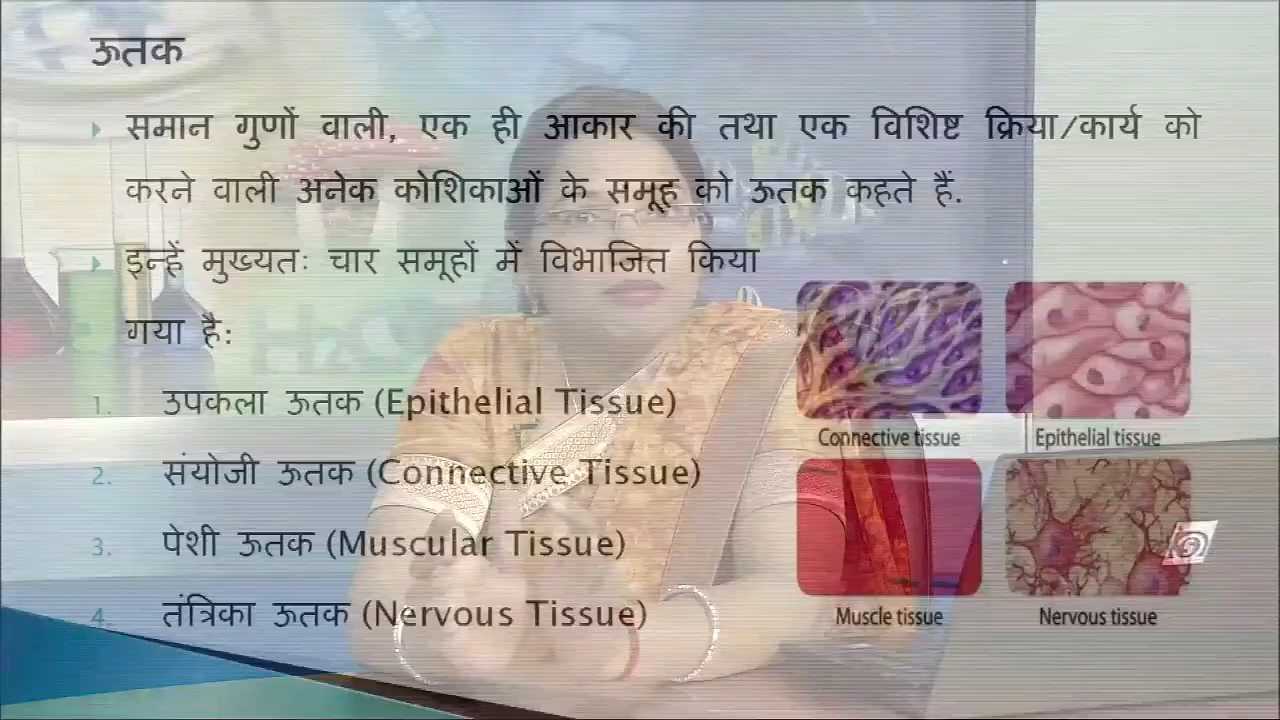 ऊतक
समान गुणों वाली, एक ही आकार की तथा एक विशिष्ट क्रिया/कार्य को
करने वाली अनेक कोशिकाओं के समूह को ऊतक कहते हैं.
इन्हें मुख्यतः चार समूहों में विभाजित किया
गया है:
1. उपकला ऊतक (Epithelial Tissue)
2. संयोजी ऊतक (Connective Tissue)
3. पेशी ऊतक (Muscular Tissue)
4. तंत्रिका ऊतक (Nervous Tissue)
Connective tissue
Epithelial tissue
Muscle tissue
Nervous tissue